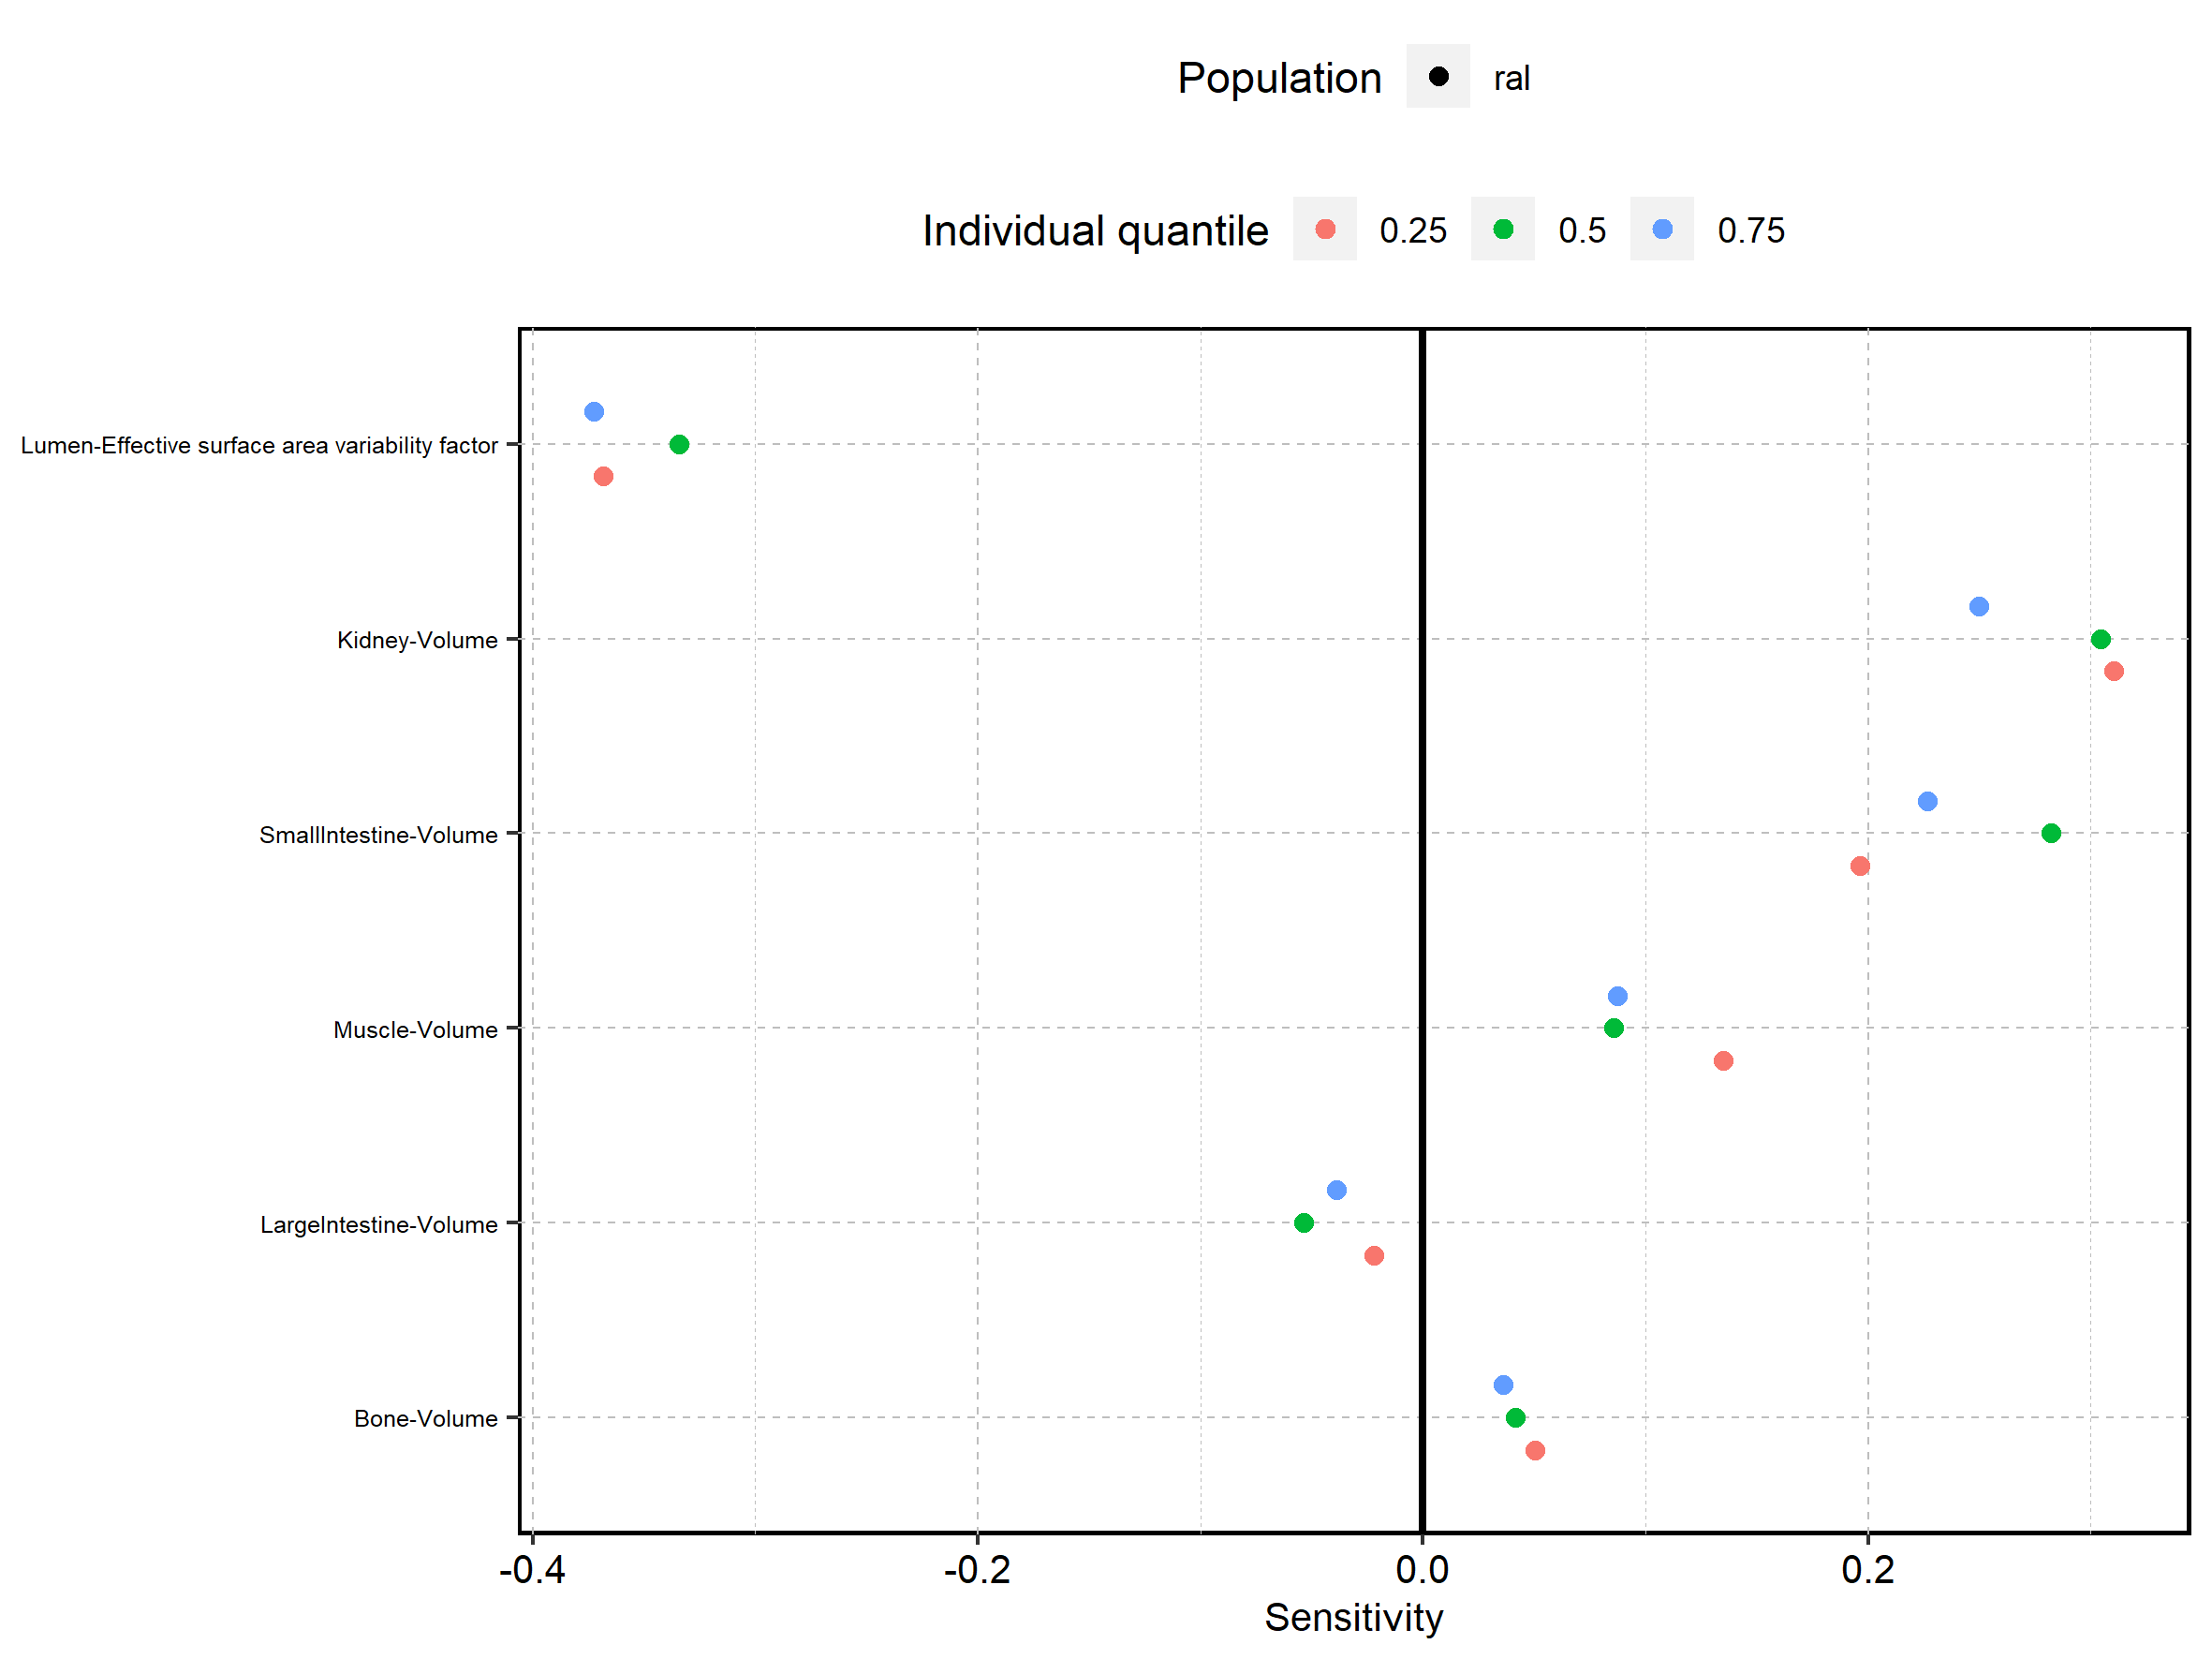 Population ral
Individual quantile 0.25 0.5 0.75
Lumen-Effective surface area variability factor
Kidney-Volume
SmallIntestine-Volume
Muscle-Volume
LargeIntestine-Volume
Bone-Volume
-0.4 -0.2 0.0 0.2
Sensitivity